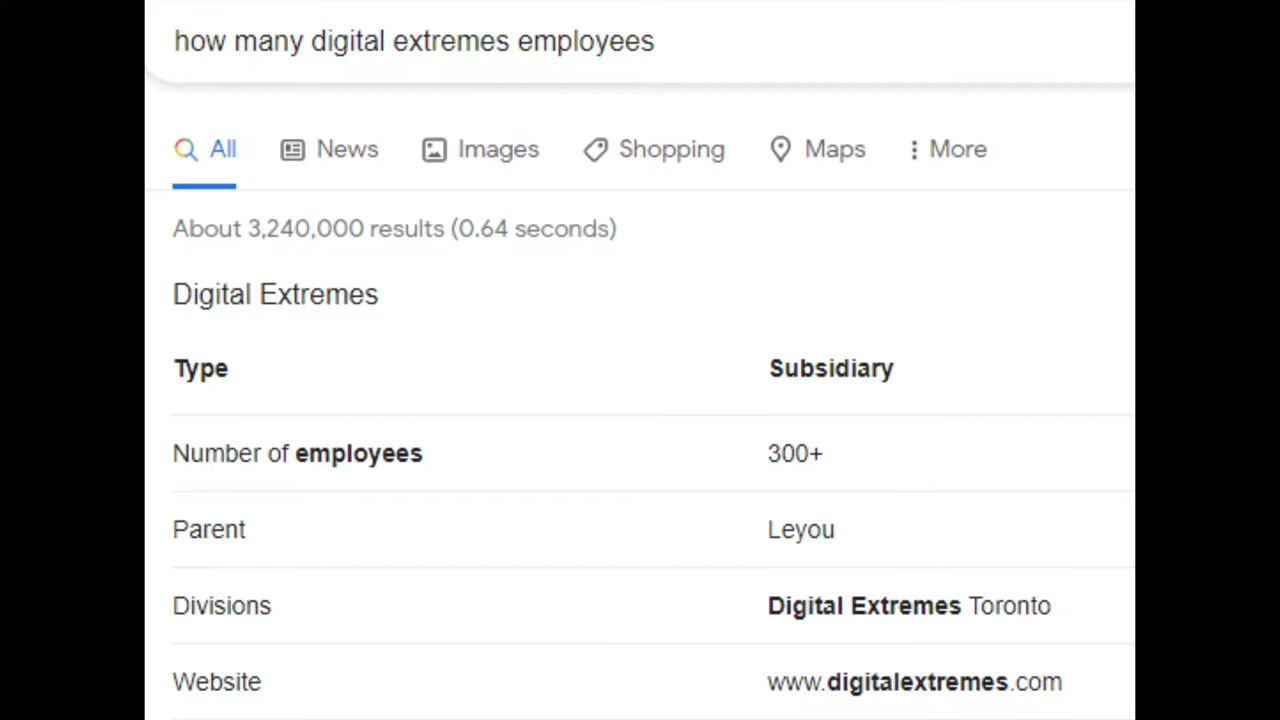 how many digital extremes employees
All News Images Shopping Maps More
About 3,240,000 results (0.64 seconds)
Digital Extremes
Type Subsidiary
Number of employees 300+
Parent Leyou
Divisions Digital Extremes Toronto
Website www.digitalextremes.com